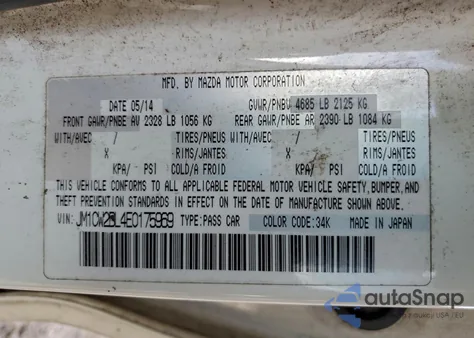 MFD. BY MAZDA MOTOR CORPORATION
DATE 05/14 GVWR/PNBV 4685 LB 2125 KG
FRONT GAWR/PNBE AV 2328 LB 1056 KG REAR GAWR/PNBE AR 2390 LB 1084 KG
WITH/AVEC / TIRES/PNEUS WITH/AVEC / TIRES/PNEUS
X RIMS/JANTES X RIMS/JANTES
KPA/ PSI COLD/A FROID KPA/ PSI COLD/A FROID
THIS VEHICLE CONFORMS TO ALL APPLICABLE FEDERAL MOTOR VEHICLE SAFETY, BUMPER, AND
THEFT PREVENTION STANDARDS IN EFFECT ON THE DATE OF MANUFACTURE SHOWN ABOVE.
VIN: JM1CW2BL4E0175969 TYPE: PASS CAR COLOR CODE: 34K MADE IN JAPAN
autoSnap